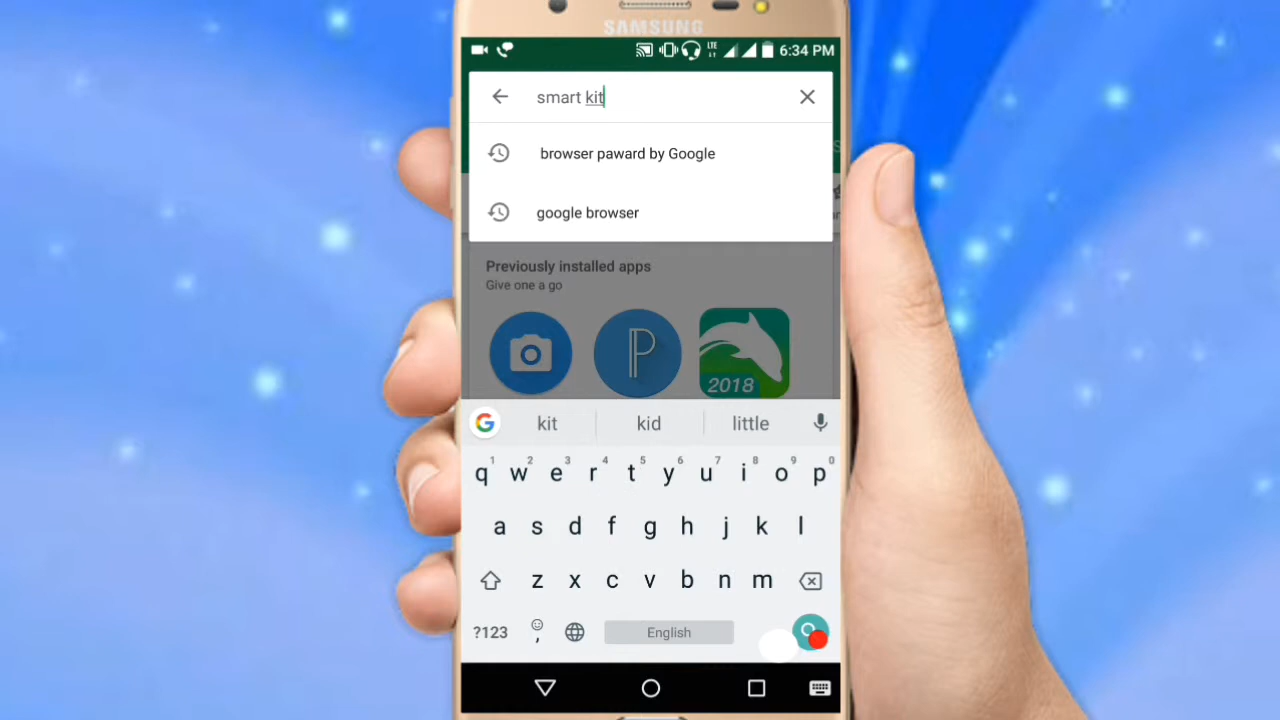 SAMSUNG
LTE 6:34 PM
smart kit
browser paward by Google
google browser
Previously installed apps
Give one a go
2018
kit kid little
1 2 3 4 5 6 7 8 9 0
q w e r t y u i o p
a s d f g h j k l
z x c v b n m
?123 , English